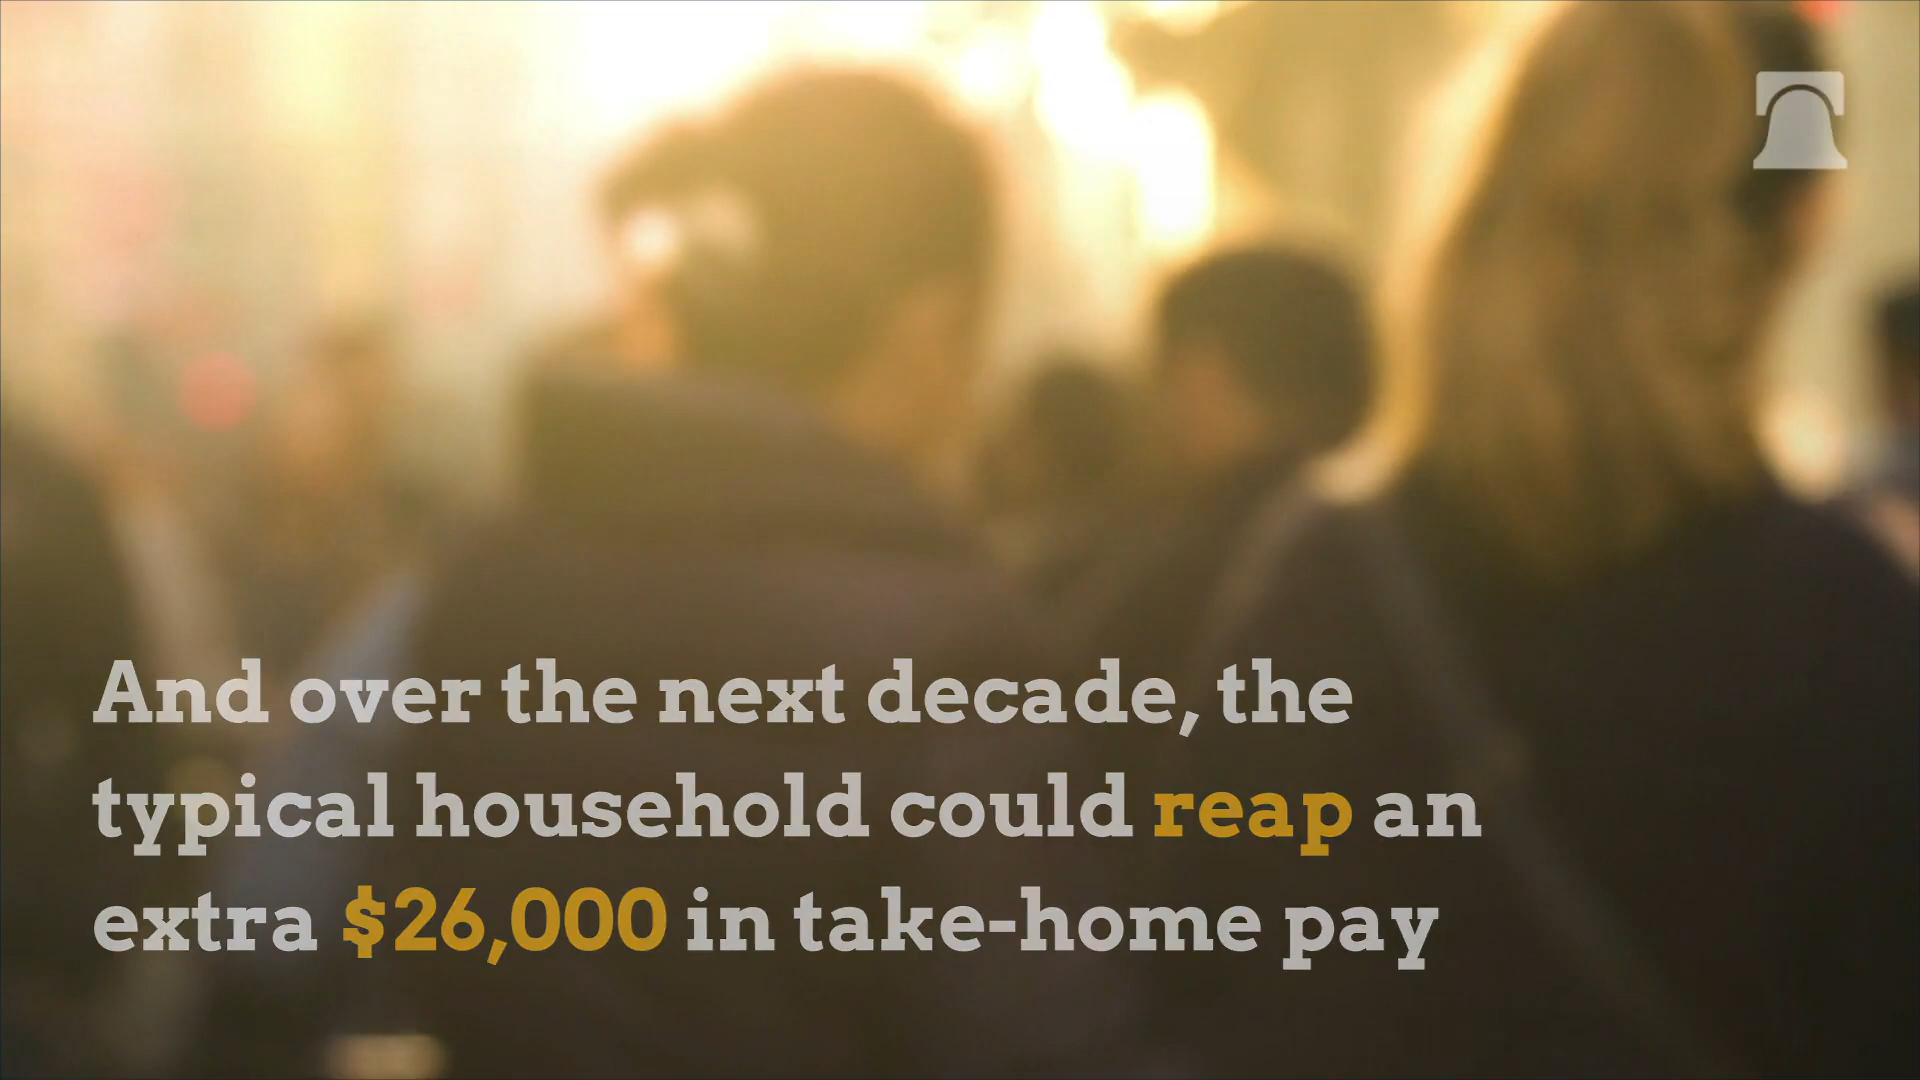 And over the next decade, the
typical household could reap an
extra $26,000 in take-home pay